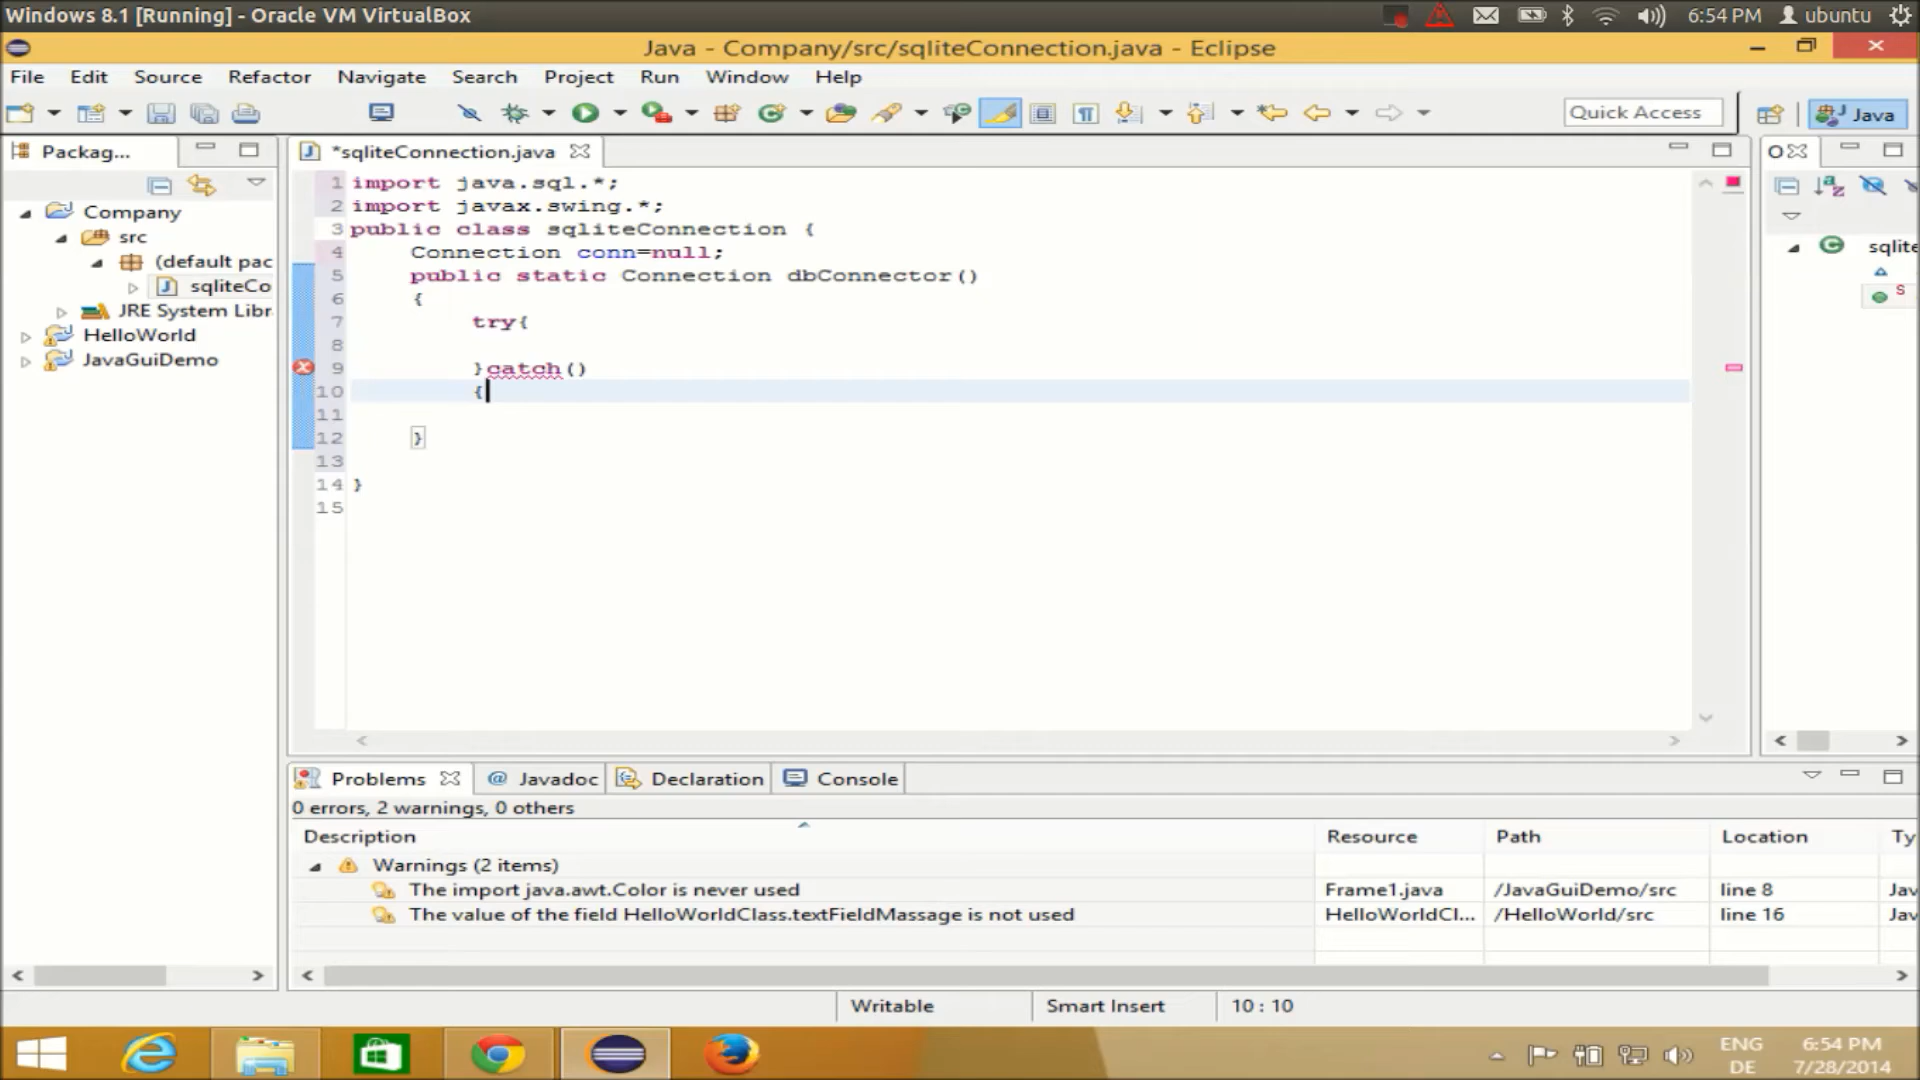 Windows 8.1 [Running] - Oracle VM VirtualBox
6:54 PM
ubuntu
Java - Company/src/sqliteConnection.java - Eclipse
File Edit Source Refactor Navigate Search Project Run Window Help
Quick Access
Java
Packag...
*sqliteConnection.java
Company
src
(default pac
sqliteCo
JRE System Libr
HelloWorld
JavaGuiDemo
1 import java.sql.*;
2 import javax.swing.*;
3 public class sqliteConnection {
4 Connection conn=null;
5 public static Connection dbConnector()
6 {
7 try{
8
9 }catch()
10 {
11
12 }
13
14 }
15
O
sqlite
S
Problems
@ Javadoc
Declaration
Console
0 errors, 2 warnings, 0 others
Description Resource Path Location Ty
Warnings (2 items)
The import java.awt.Color is never used Frame1.java /JavaGuiDemo/src line 8 Jav
The value of the field HelloWorldClass.textFieldMassage is not used HelloWorldCl... /HelloWorld/src line 16 Jav
Writable
Smart Insert
10 : 10
ENG
DE
6:54 PM
7/28/2014